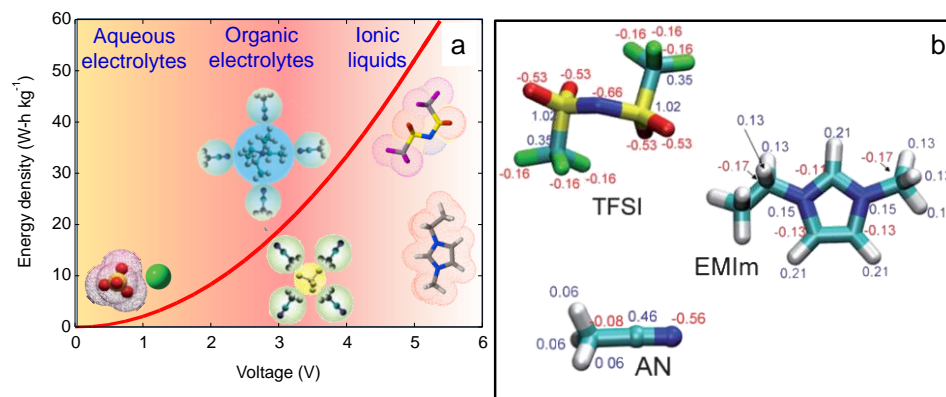 a
Aqueous
electrolytes
Organic
electrolytes
Ionic
liquids
Energy density (W-h kg-1)
60
50
40
30
20
10
0
0 1 2 3 4 5 6
Voltage (V)
b
-0.16
-0.16 -0.16
-0.53 -0.53 0.35
-0.66
1.02 1.02
0.35 -0.53 -0.53
-0.16 -0.16
-0.16
TFSI
0.13
0.13 0.21 0.13
-0.17 -0.11 -0.17 0.13
0.15 0.15 0.1
-0.13 -0.13
EMIm
0.21 0.21
0.06
-0.08 0.46 -0.56
0.06
0 06
AN